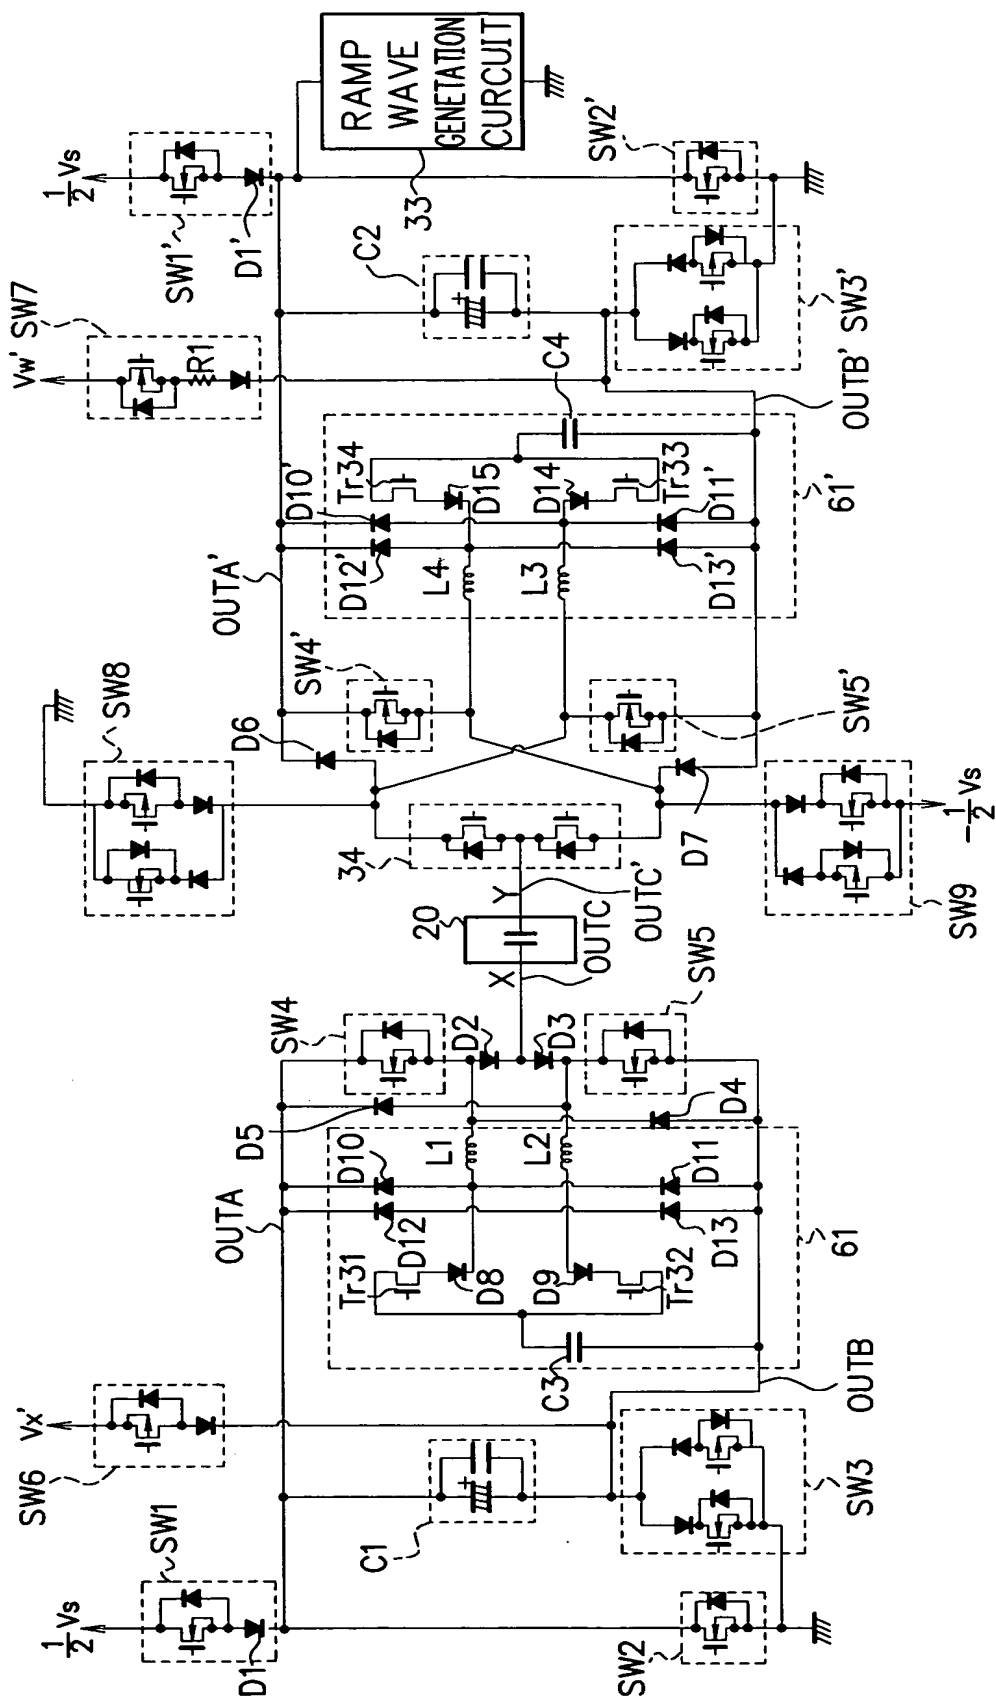 1/2 Vs
SW1
D1
SW2
SW6
Vx'
C1
SW3
OUTA
OUTB
C3
Tr31
D8
D9
Tr32
D12
D10
D13
D11
61
L1
L2
D5
D4
SW4
D2
D3
SW5
X
OUTC
20
Y
OUTC'
34
SW8
SW9
-1/2 Vs
D6
D7
SW4'
SW5'
OUTA'
L4
L3
D12'
D10'
D13'
D11'
Tr34
D15
D14
Tr33
61'
C4
OUTB'
Vw'
SW7
R1
C2
SW3'
1/2 Vs
SW1'
D1'
SW2'
33
RAMP
WAVE
GENETATION
CURCUIT